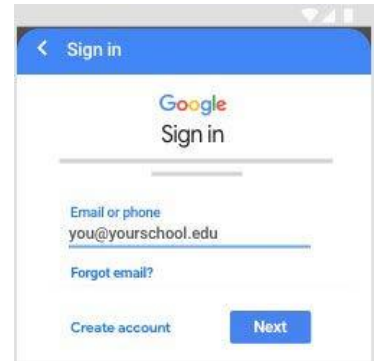 Sign in
Google
Sign in
Email or phone
you@yourschool.edu
Forgot email?
Create account
Next